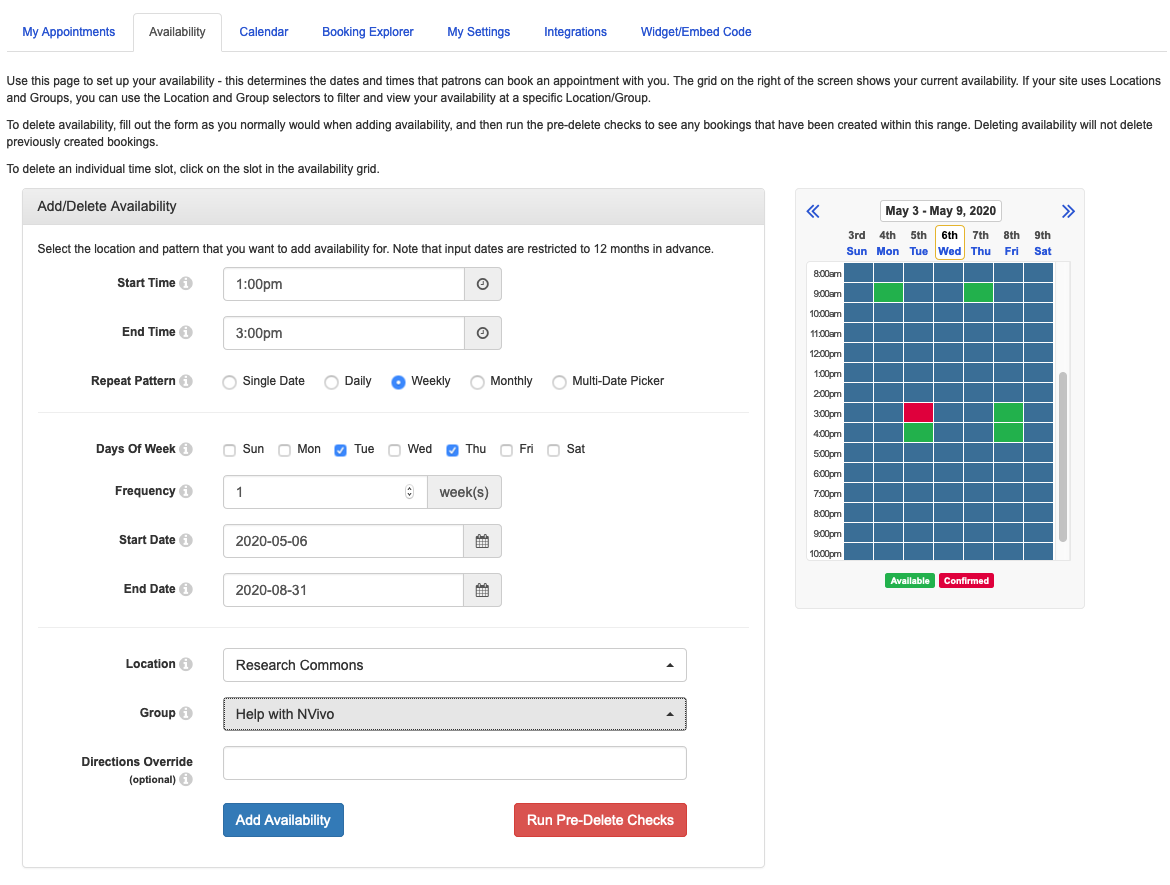 My Appointments Availability Calendar Booking Explorer My Settings Integrations Widget/Embed Code
Use this page to set up your availability - this determines the dates and times that patrons can book an appointment with you. The grid on the right of the screen shows your current availability. If your site uses Locations
and Groups, you can use the Location and Group selectors to filter and view your availability at a specific Location/Group.
To delete availability, fill out the form as you normally would when adding availability, and then run the pre-delete checks to see any bookings that have been created within this range. Deleting availability will not delete
previously created bookings.
To delete an individual time slot, click on the slot in the availability grid.
Add/Delete Availability
Select the location and pattern that you want to add availability for. Note that input dates are restricted to 12 months in advance.
Start Time 1:00pm
End Time 3:00pm
Repeat Pattern Single Date Daily Weekly Monthly Multi-Date Picker
Days Of Week Sun Mon Tue Wed Thu Fri Sat
Frequency 1 week(s)
Start Date 2020-05-06
End Date 2020-08-31
Location Research Commons
Group Help with NVivo
Directions Override
(optional)
Add Availability Run Pre-Delete Checks
May 3 - May 9, 2020
3rd 4th 5th 6th 7th 8th 9th
Sun Mon Tue Wed Thu Fri Sat
8:00am
9:00am
10:00am
11:00am
12:00pm
1:00pm
2:00pm
3:00pm
4:00pm
5:00pm
6:00pm
7:00pm
8:00pm
9:00pm
10:00pm
Available Confirmed